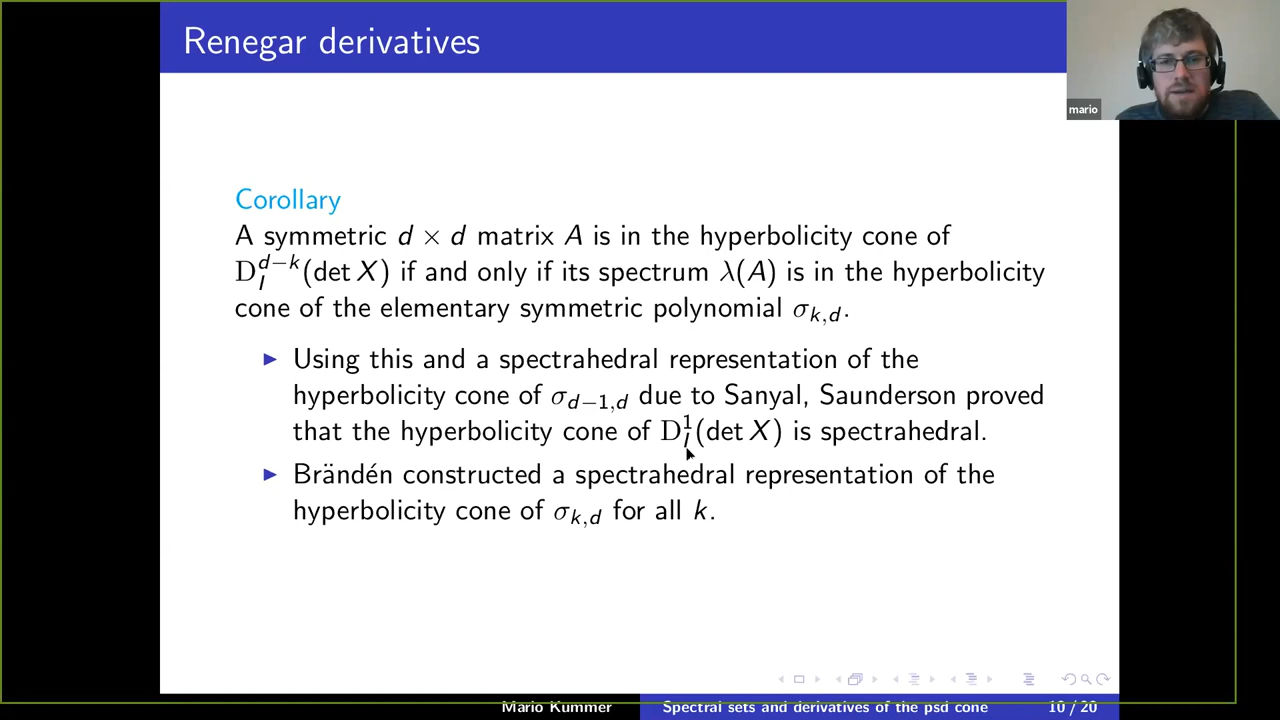 Renegar derivatives
mario
Corollary
A symmetric d × d matrix A is in the hyperbolicity cone of
D_I^{d−k}(det X) if and only if its spectrum λ(A) is in the hyperbolicity
cone of the elementary symmetric polynomial σ_{k,d}.
▶ Using this and a spectrahedral representation of the
hyperbolicity cone of σ_{d−1,d} due to Sanyal, Saunderson proved
that the hyperbolicity cone of D_I^1(det X) is spectrahedral.
▶ Brändén constructed a spectrahedral representation of the
hyperbolicity cone of σ_{k,d} for all k.
Mario Kummer Spectral sets and derivatives of the psd cone 10 / 20